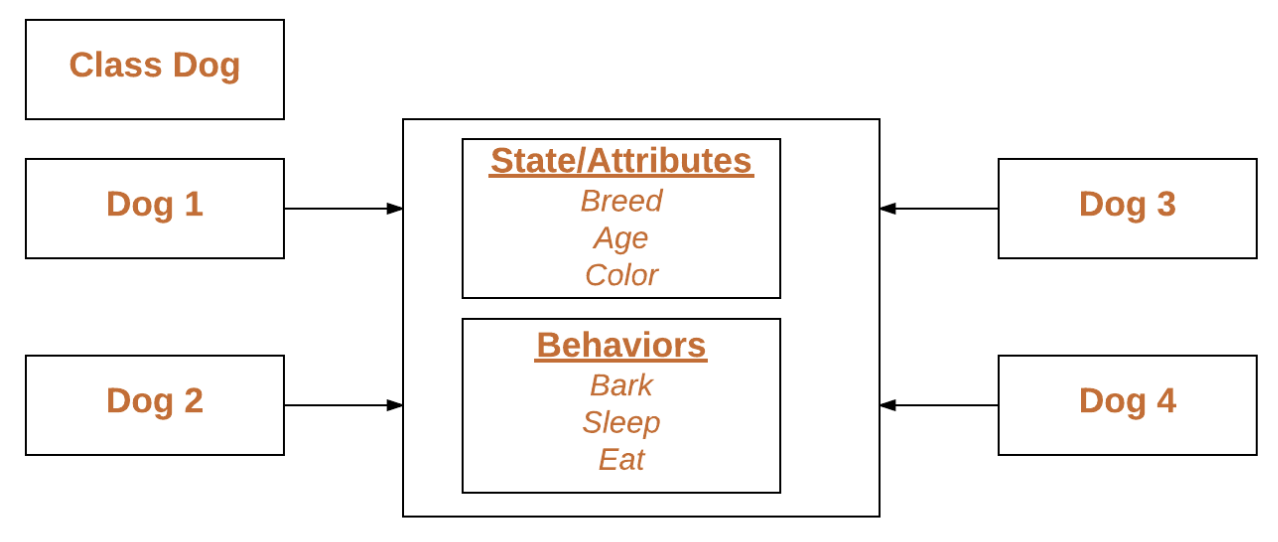 Class Dog
Dog 1
Dog 2
State/Attributes
Breed
Age
Color
Behaviors
Bark
Sleep
Eat
Dog 3
Dog 4